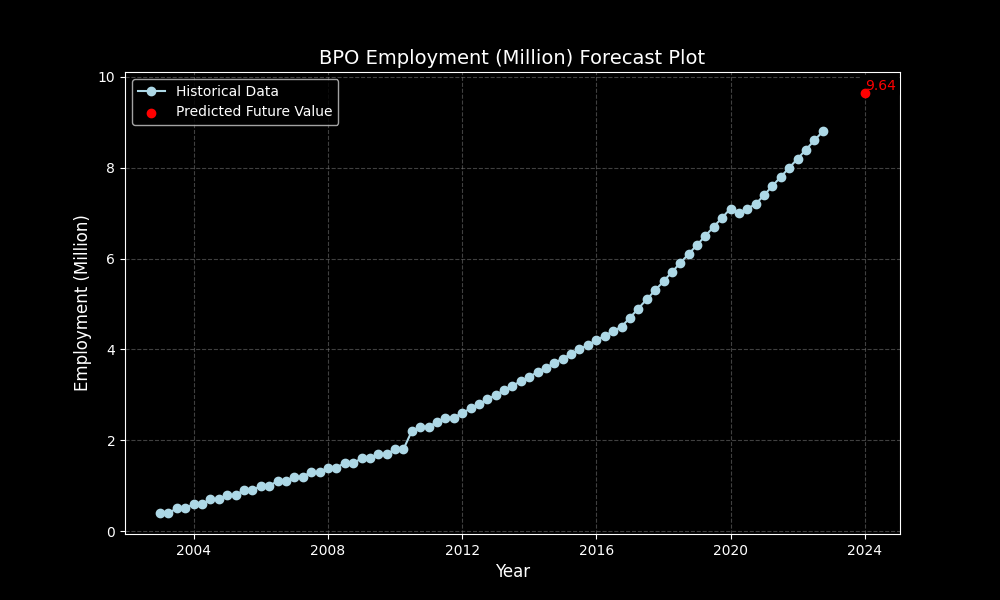 BPO Employment (Million) Forecast Plot
Historical Data
Predicted Future Value
9.64
10
8
6
4
2
0
Employment (Million)
2004 2008 2012 2016 2020 2024
Year